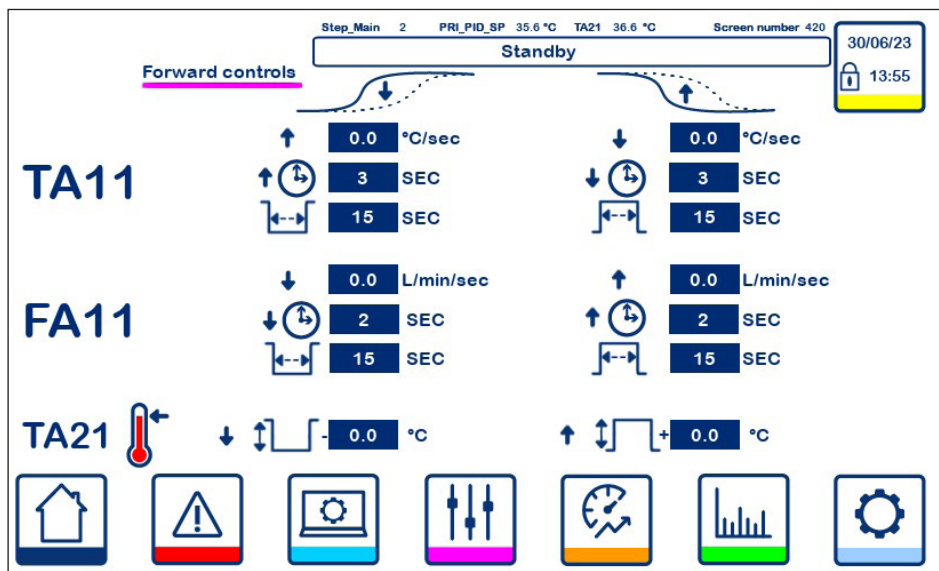 Step_Main 2 PRI_PID_SP 35.6 °C TA21 36.6 °C Screen number 420
Standby
30/06/23
13:55
Forward controls
TA11
0.0 °C/sec 0.0 °C/sec
3 SEC 3 SEC
15 SEC 15 SEC
FA11
0.0 L/min/sec 0.0 L/min/sec
2 SEC 2 SEC
15 SEC 15 SEC
TA21 - 0.0 °C + 0.0 °C